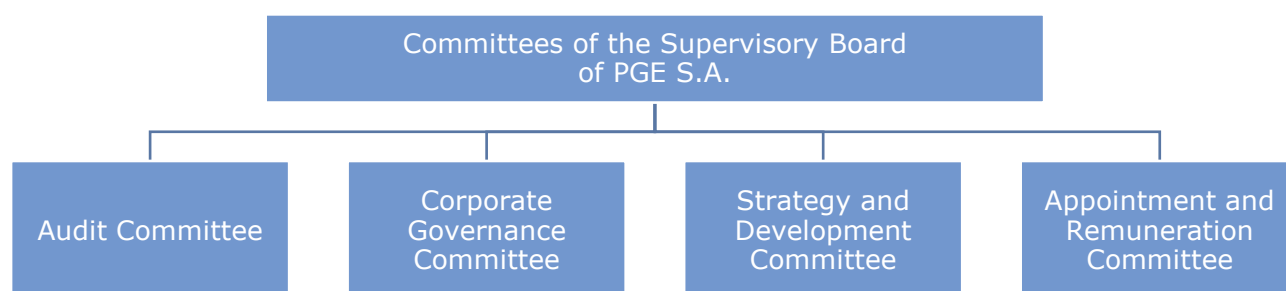 Committees of the Supervisory Board
of PGE S.A.
Audit Committee
Corporate
Governance
Committee
Strategy and
Development
Committee
Appointment and
Remuneration
Committee